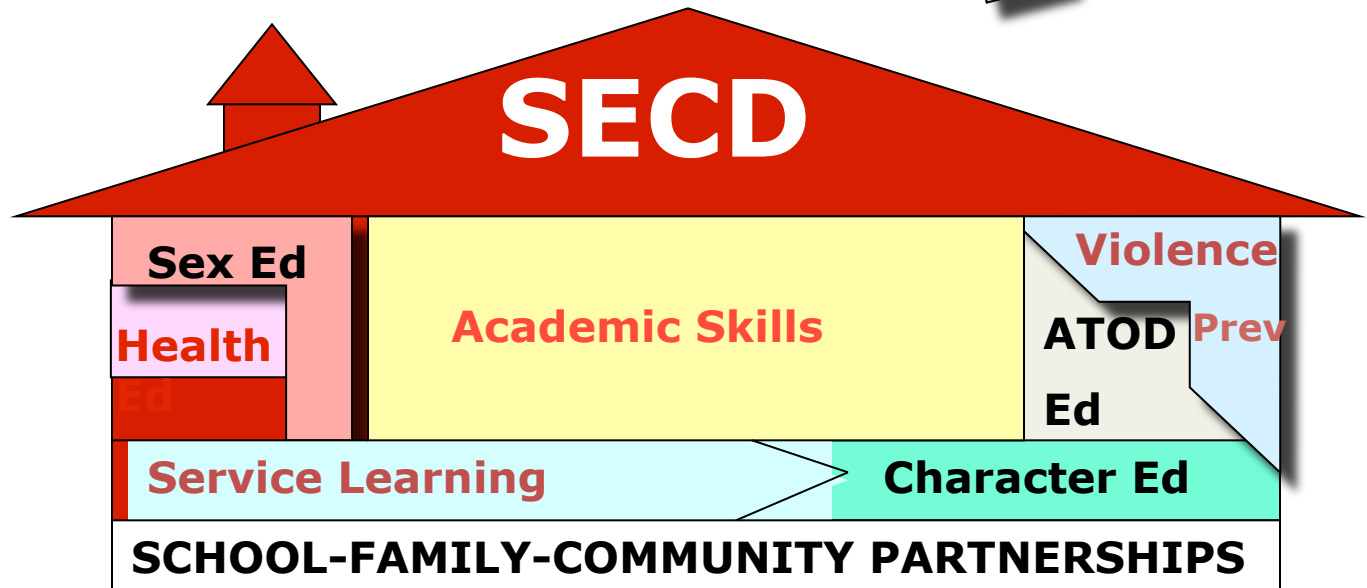 SECD
Sex Ed
Health
Ed
Academic Skills
Violence
Prev
ATOD
Ed
Service Learning
Character Ed
SCHOOL-FAMILY-COMMUNITY PARTNERSHIPS